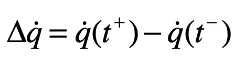 Δq̇ = q̇(t⁺) − q̇(t⁻)